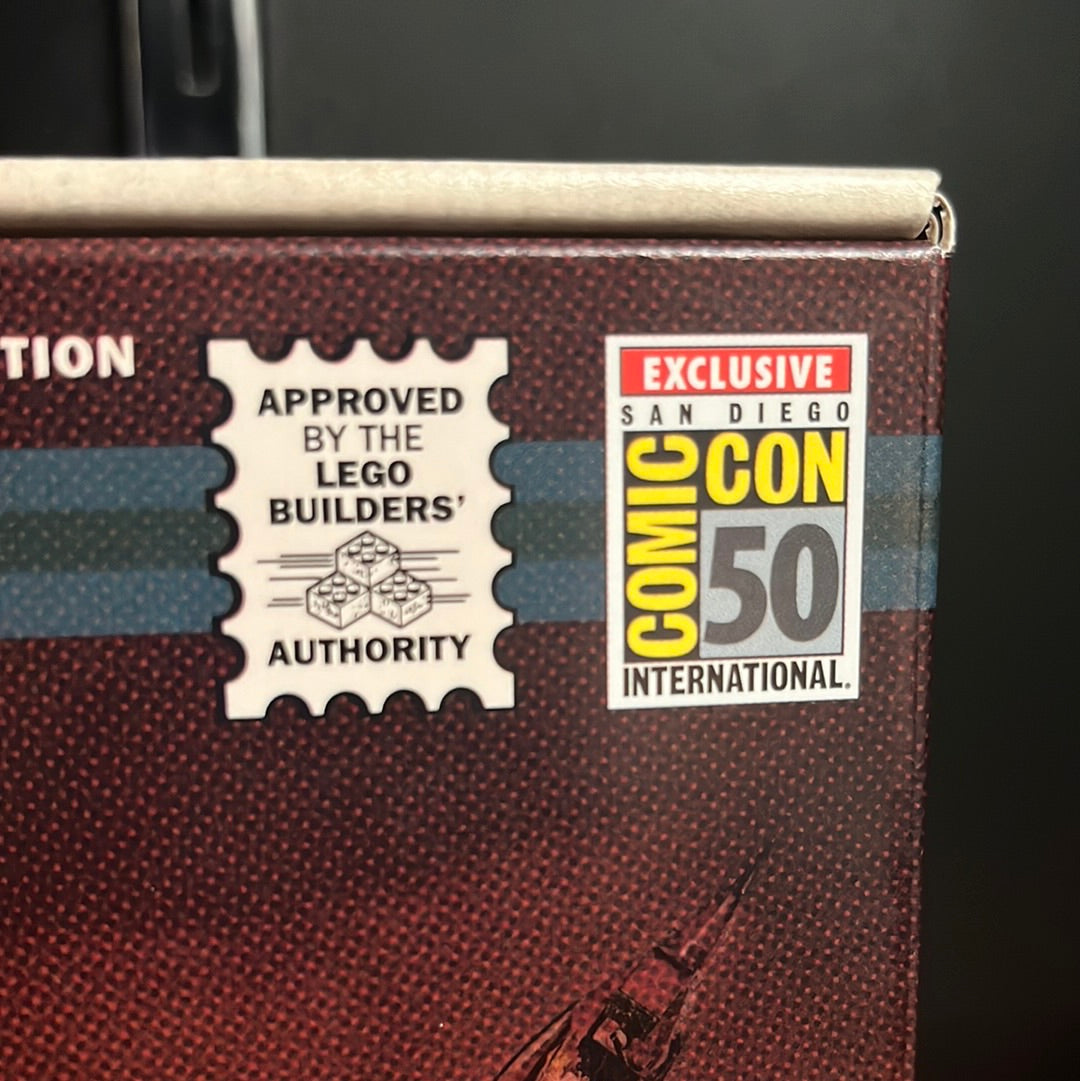 TION
APPROVED
BY THE
LEGO
BUILDERS'
AUTHORITY
EXCLUSIVE
SAN DIEGO
COMIC CON
50
INTERNATIONAL.